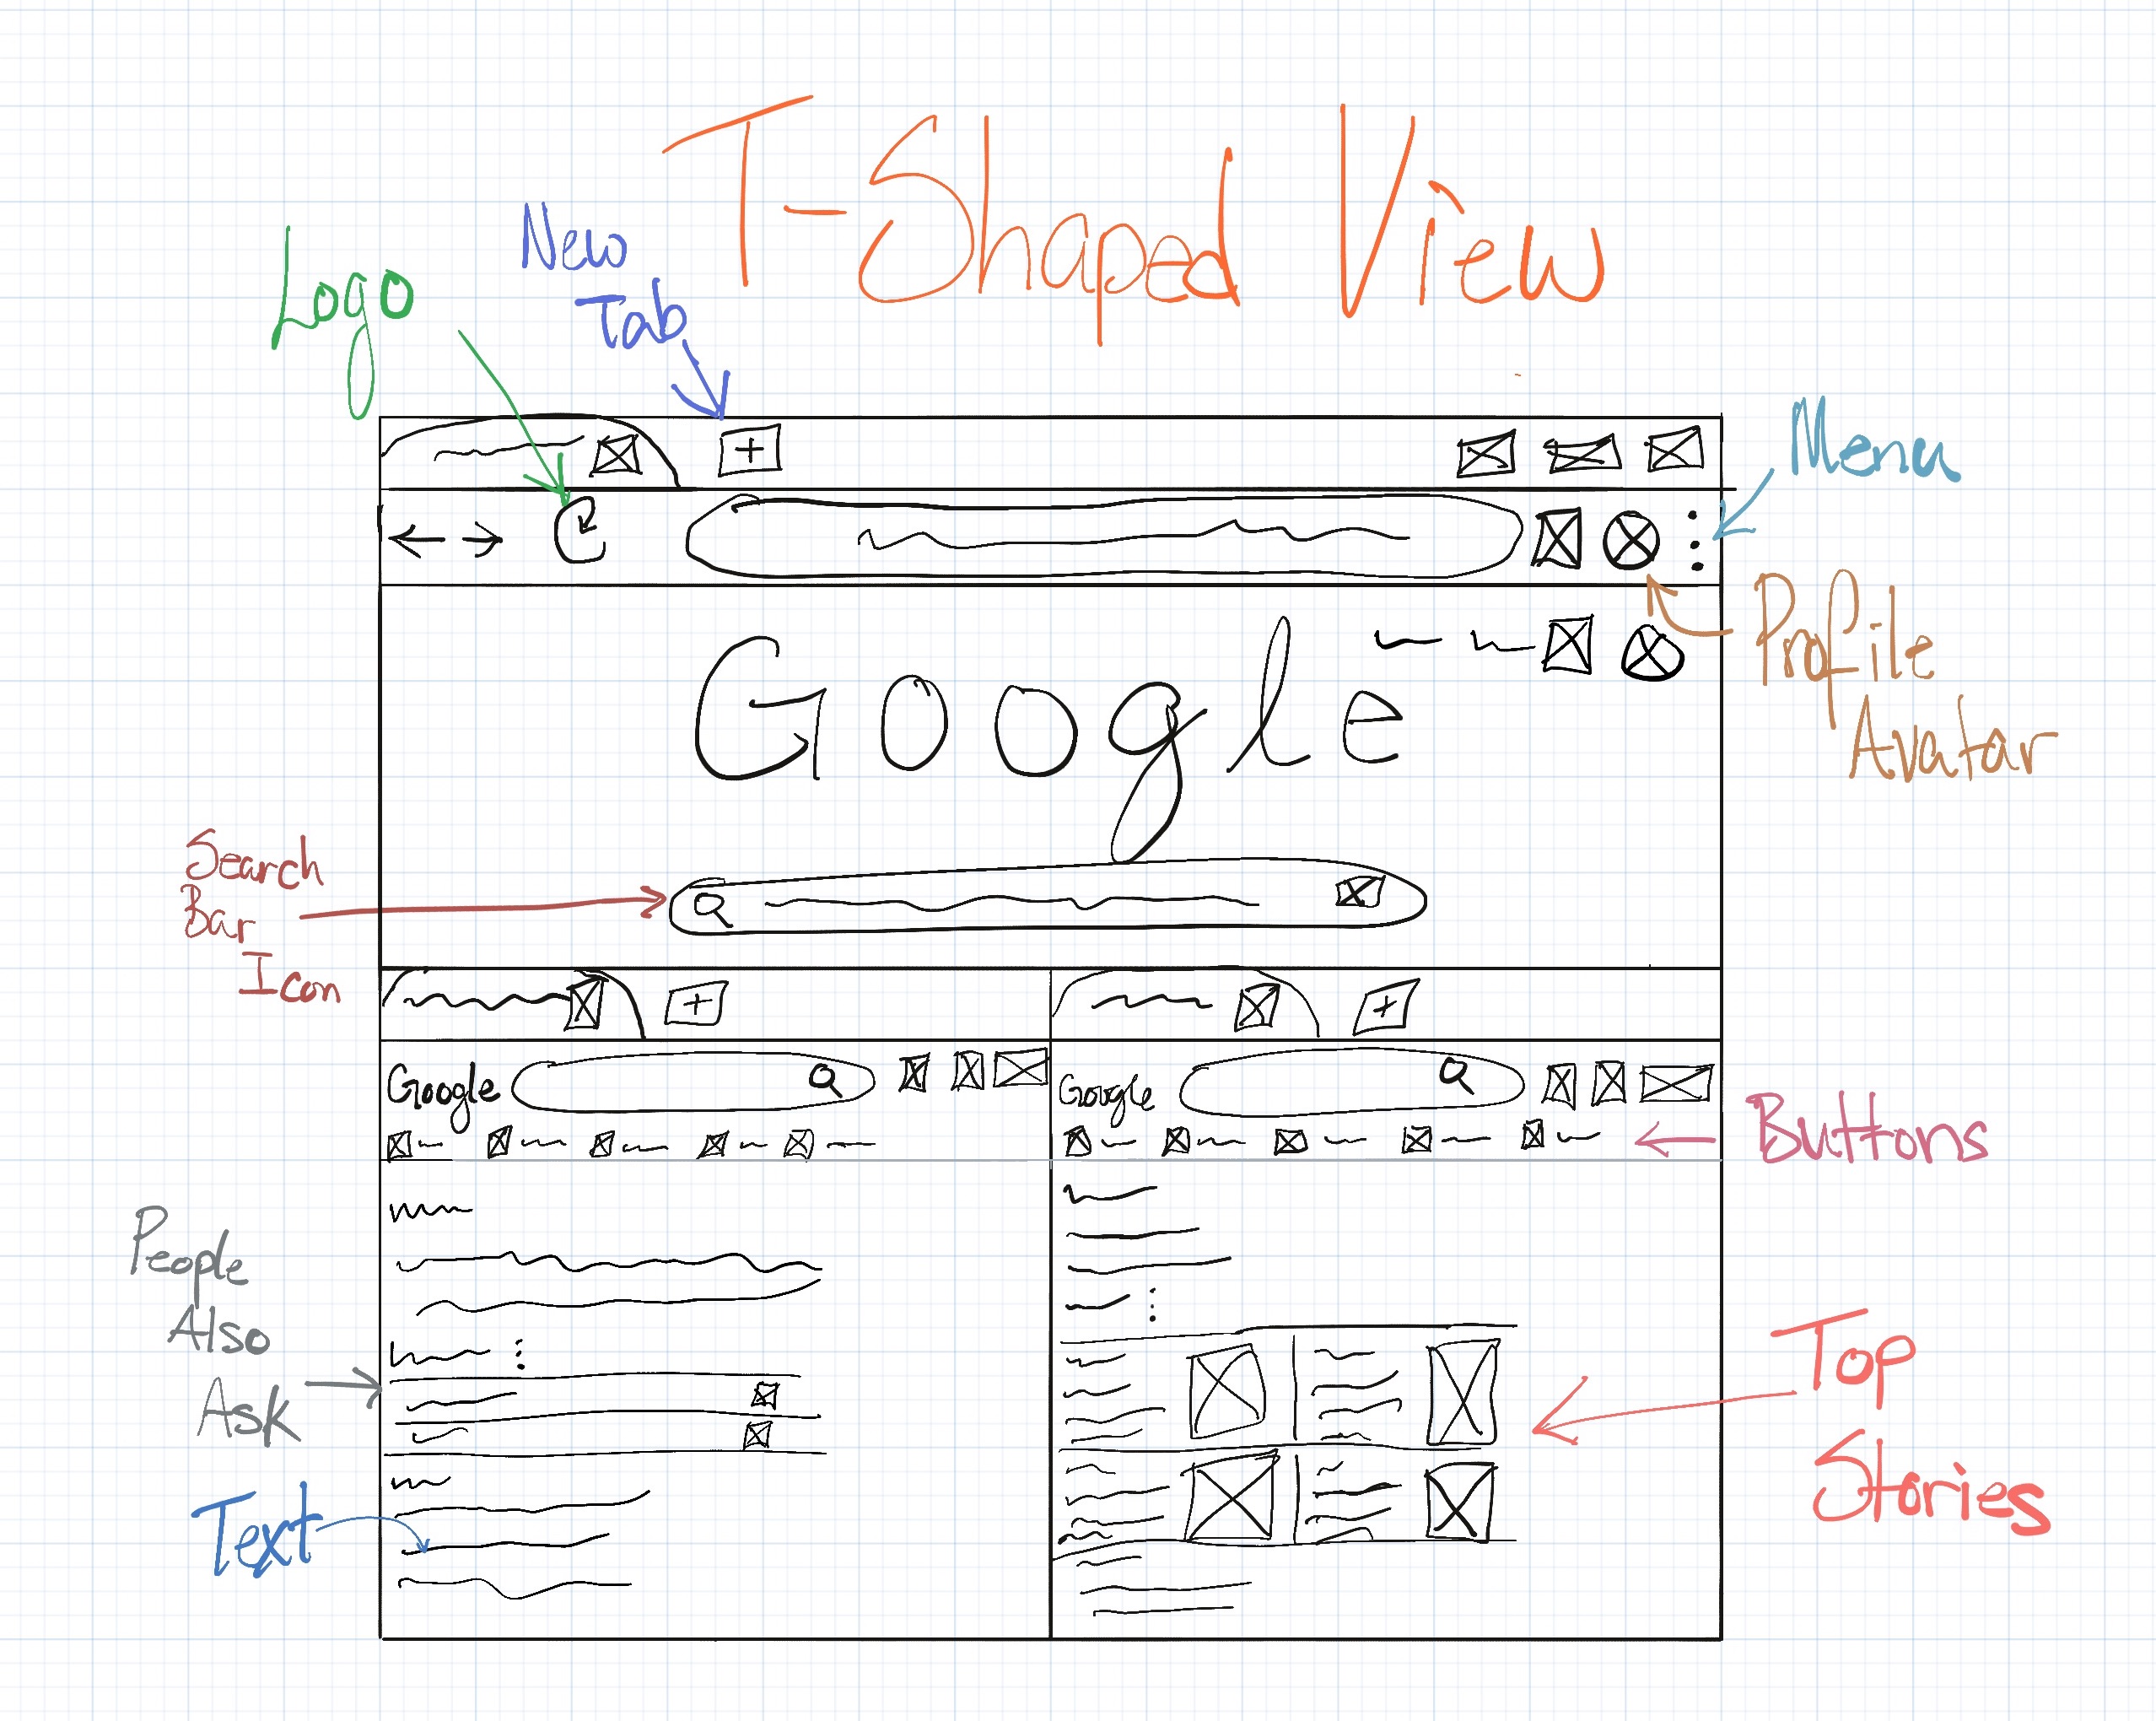 T-Shaped View
New
Tab
Logo
Menu
Profile
Avatar
Google
Search
Bar
Icon
Google
Google
Buttons
People
Also
Ask
Top
Stories
Text